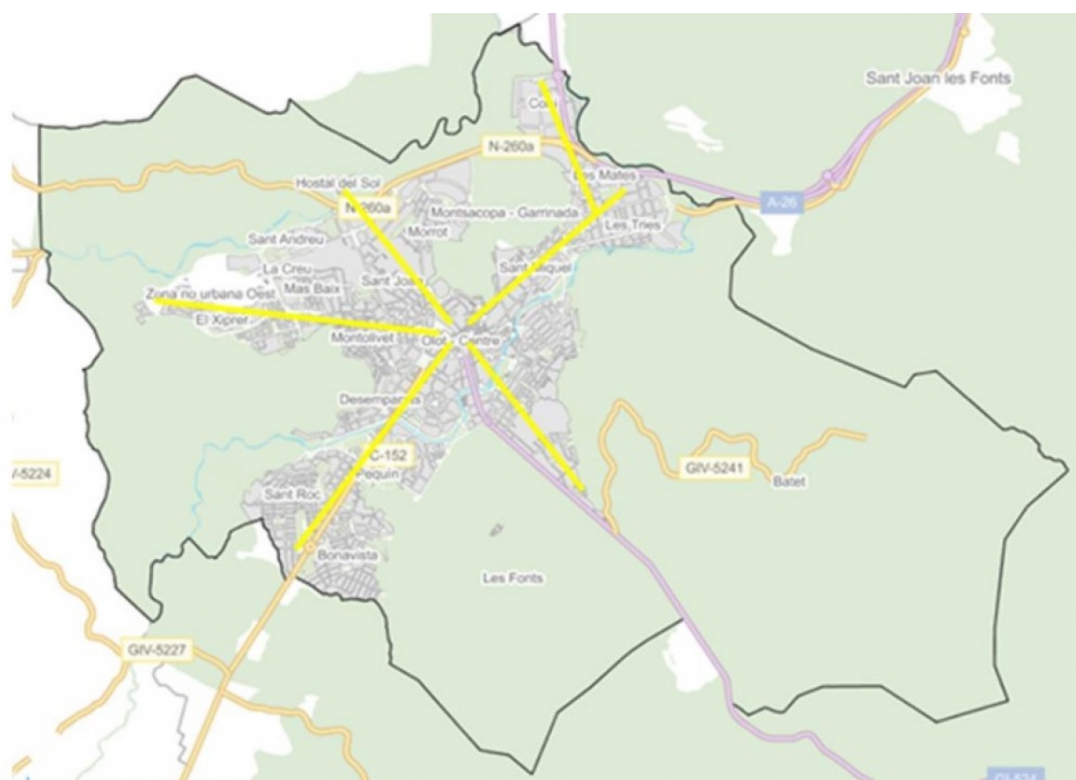 Sant Joan les Fonts
N-260a
Les Mates
Hostal del Sol
A-26
N-260a
Montsacopa - Garrinada
Les Tries
Morrot
Sant Andreu
Sant Miquel
La Creu
Sant Joan
Mas Baix
Zona no urbana Oest
El Xiprer
Montolivet
Olot - Centre
Desemparats
C-152
Pequín
GIV-5241
Batet
Sant Roc
Bonavista
Les Fonts
GIV-5227